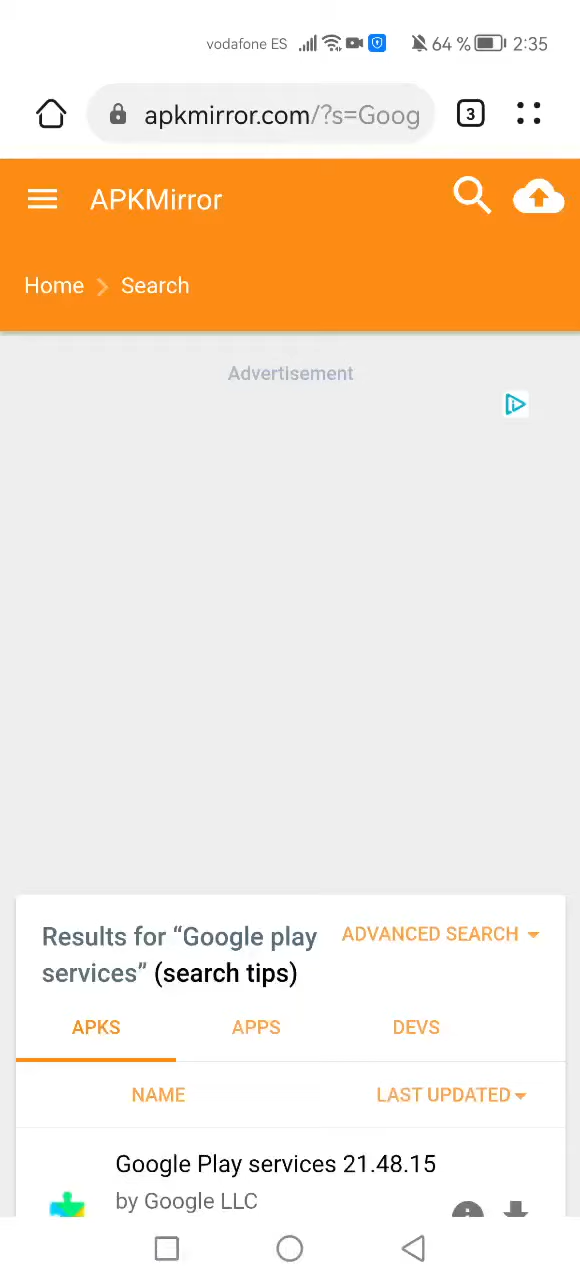 vodafone ES 64 % 2:35
apkmirror.com/?s=Goog 3
APKMirror
Home Search
Advertisement
Results for “Google play ADVANCED SEARCH
services” (search tips)
APKS APPS DEVS
NAME LAST UPDATED
Google Play services 21.48.15
by Google LLC